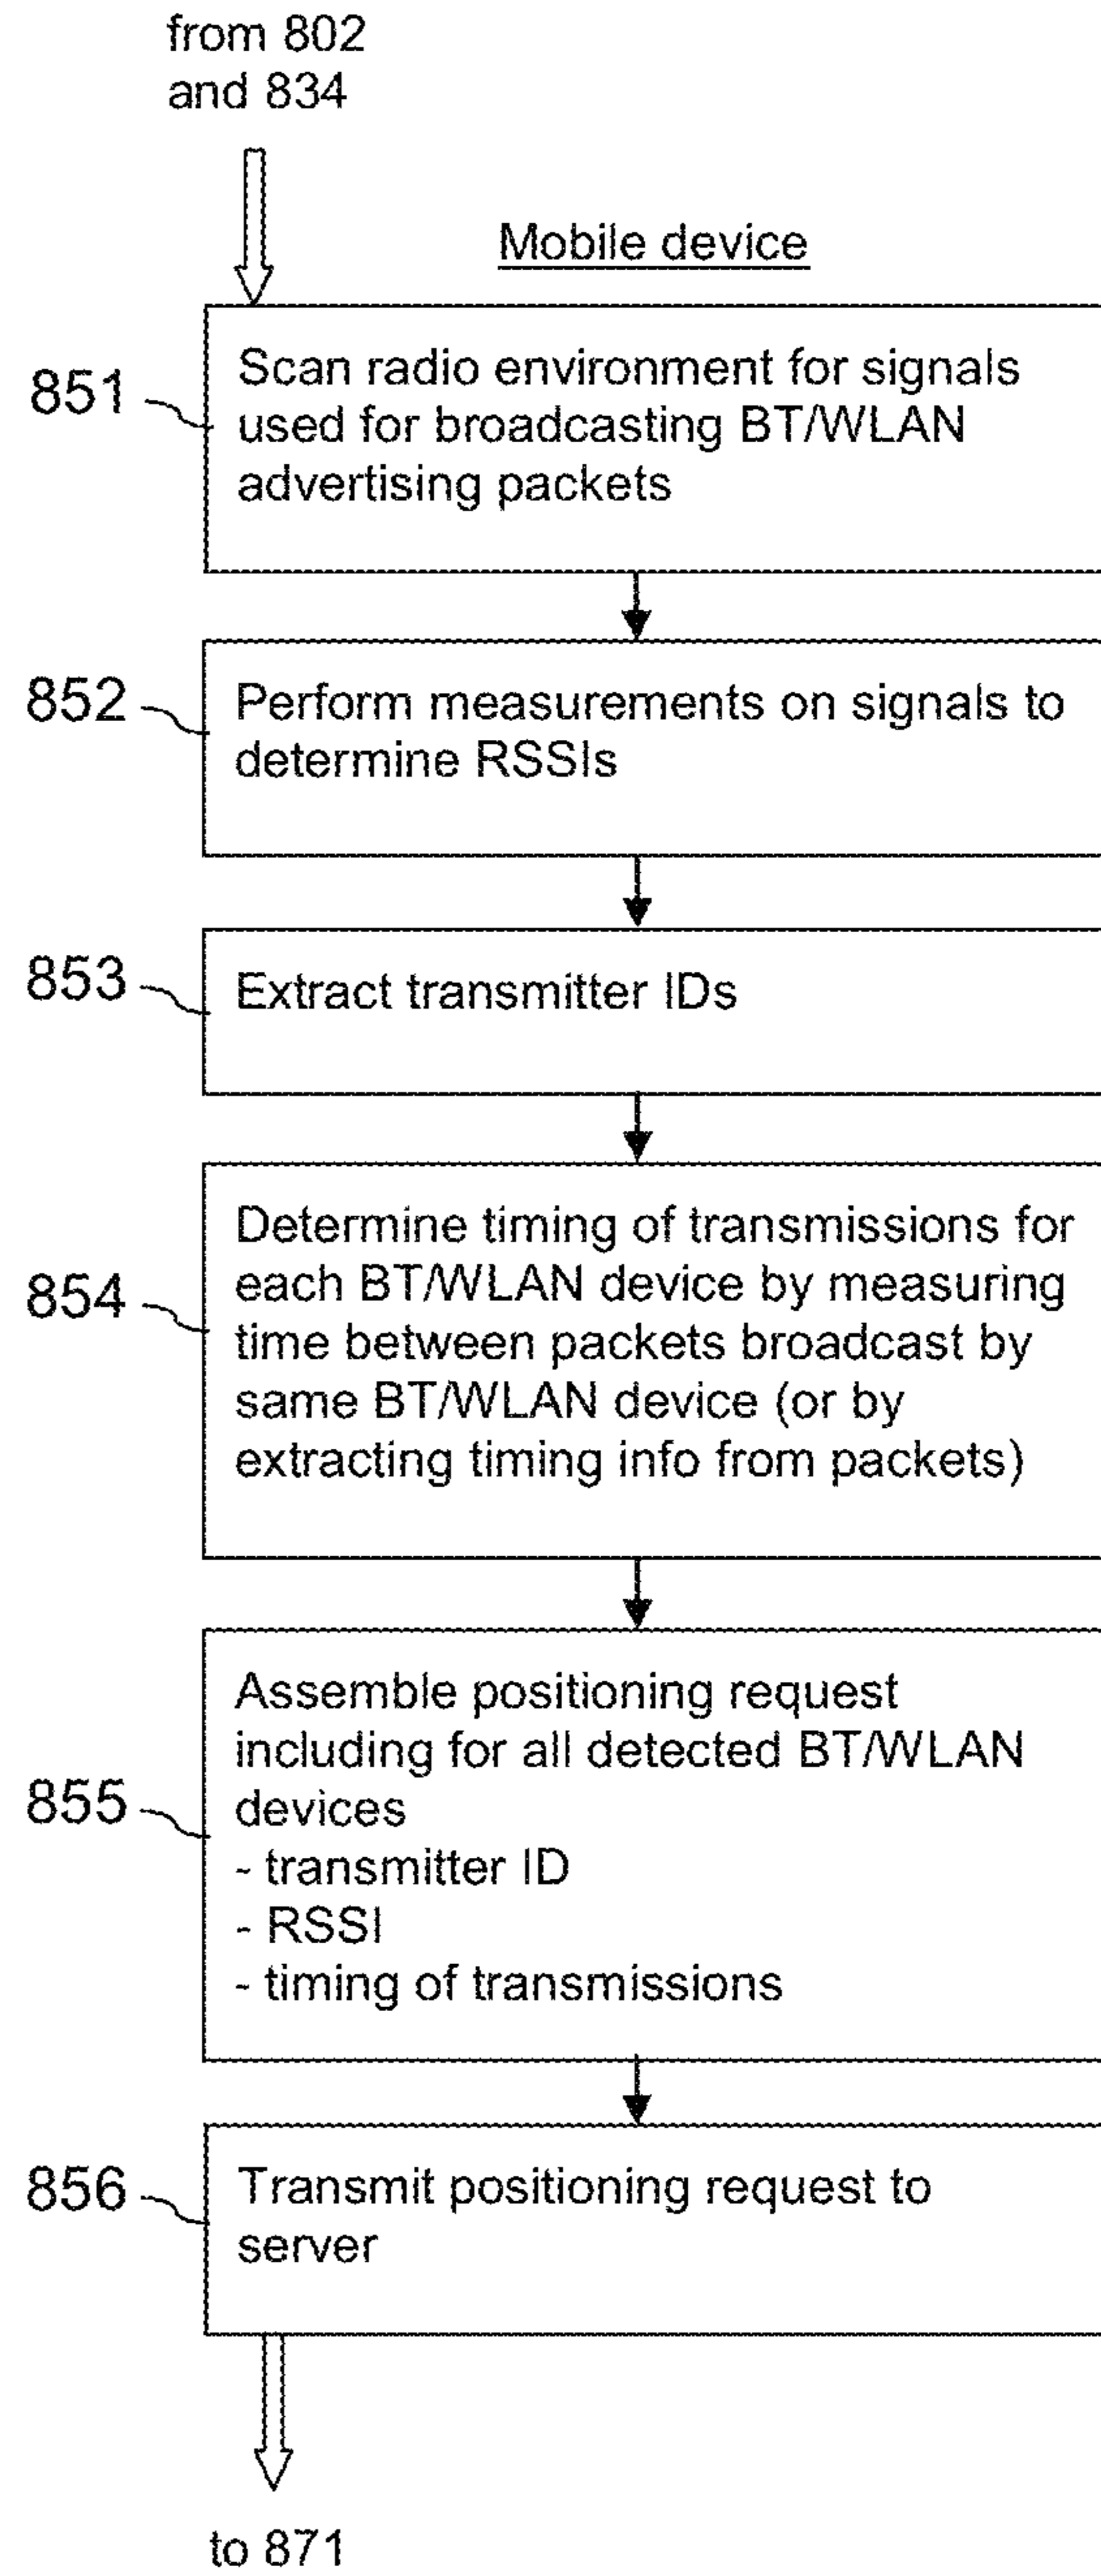 from 802
and 834
Mobile device
851
Scan radio environment for signals
used for broadcasting BT/WLAN
advertising packets
852
Perform measurements on signals to
determine RSSIs
853
Extract transmitter IDs
854
Determine timing of transmissions for
each BT/WLAN device by measuring
time between packets broadcast by
same BT/WLAN device (or by
extracting timing info from packets)
855
Assemble positioning request
including for all detected BT/WLAN
devices
- transmitter ID
- RSSI
- timing of transmissions
856
Transmit positioning request to
server
to 871